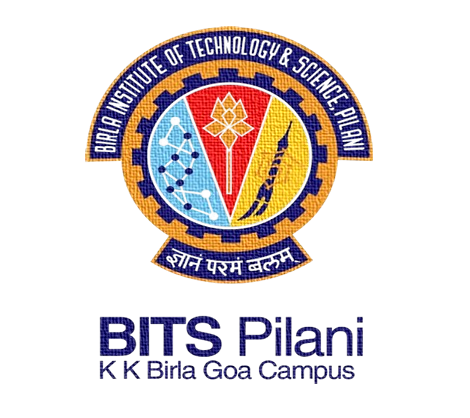 BIRLA INSTITUTE OF TECHNOLOGY & SCIENCE, PILANI
ज्ञानं परमं बलम्
BITS Pilani
K K Birla Goa Campus